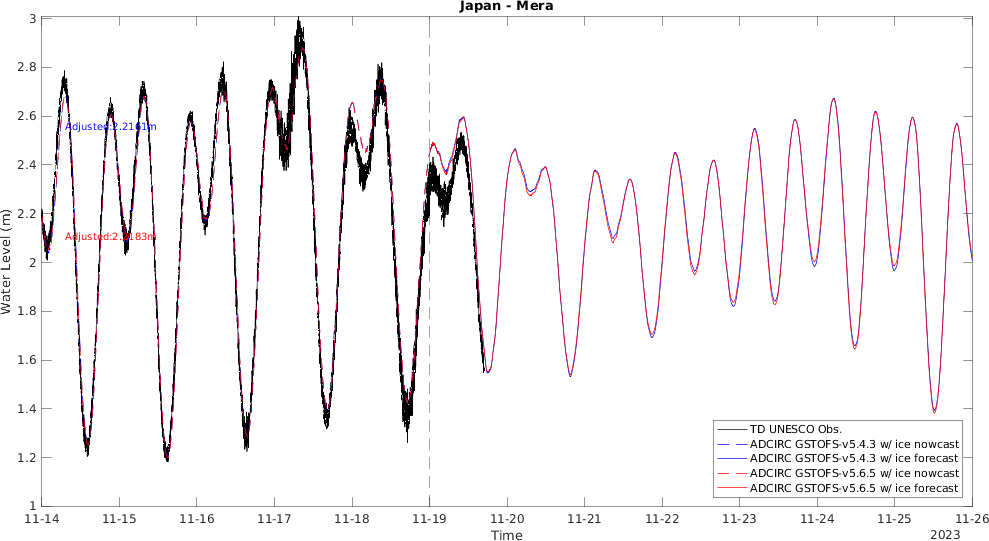 Japan - Mera
Water Level (m)
3
2.8
2.6
2.4
2.2
2
1.8
1.6
1.4
1.2
1
Adjusted:2.2161m
TD UNESCO Obs.
ADCIRC GSTOFS-v5.4.3 w/ ice nowcast
ADCIRC GSTOFS-v5.4.3 w/ ice forecast
ADCIRC GSTOFS-v5.6.5 w/ ice nowcast
ADCIRC GSTOFS-v5.6.5 w/ ice forecast
11-14
11-15
11-16
11-17
11-18
11-19
11-20
11-21
11-22
11-23
11-24
11-25
11-26
Time
2023